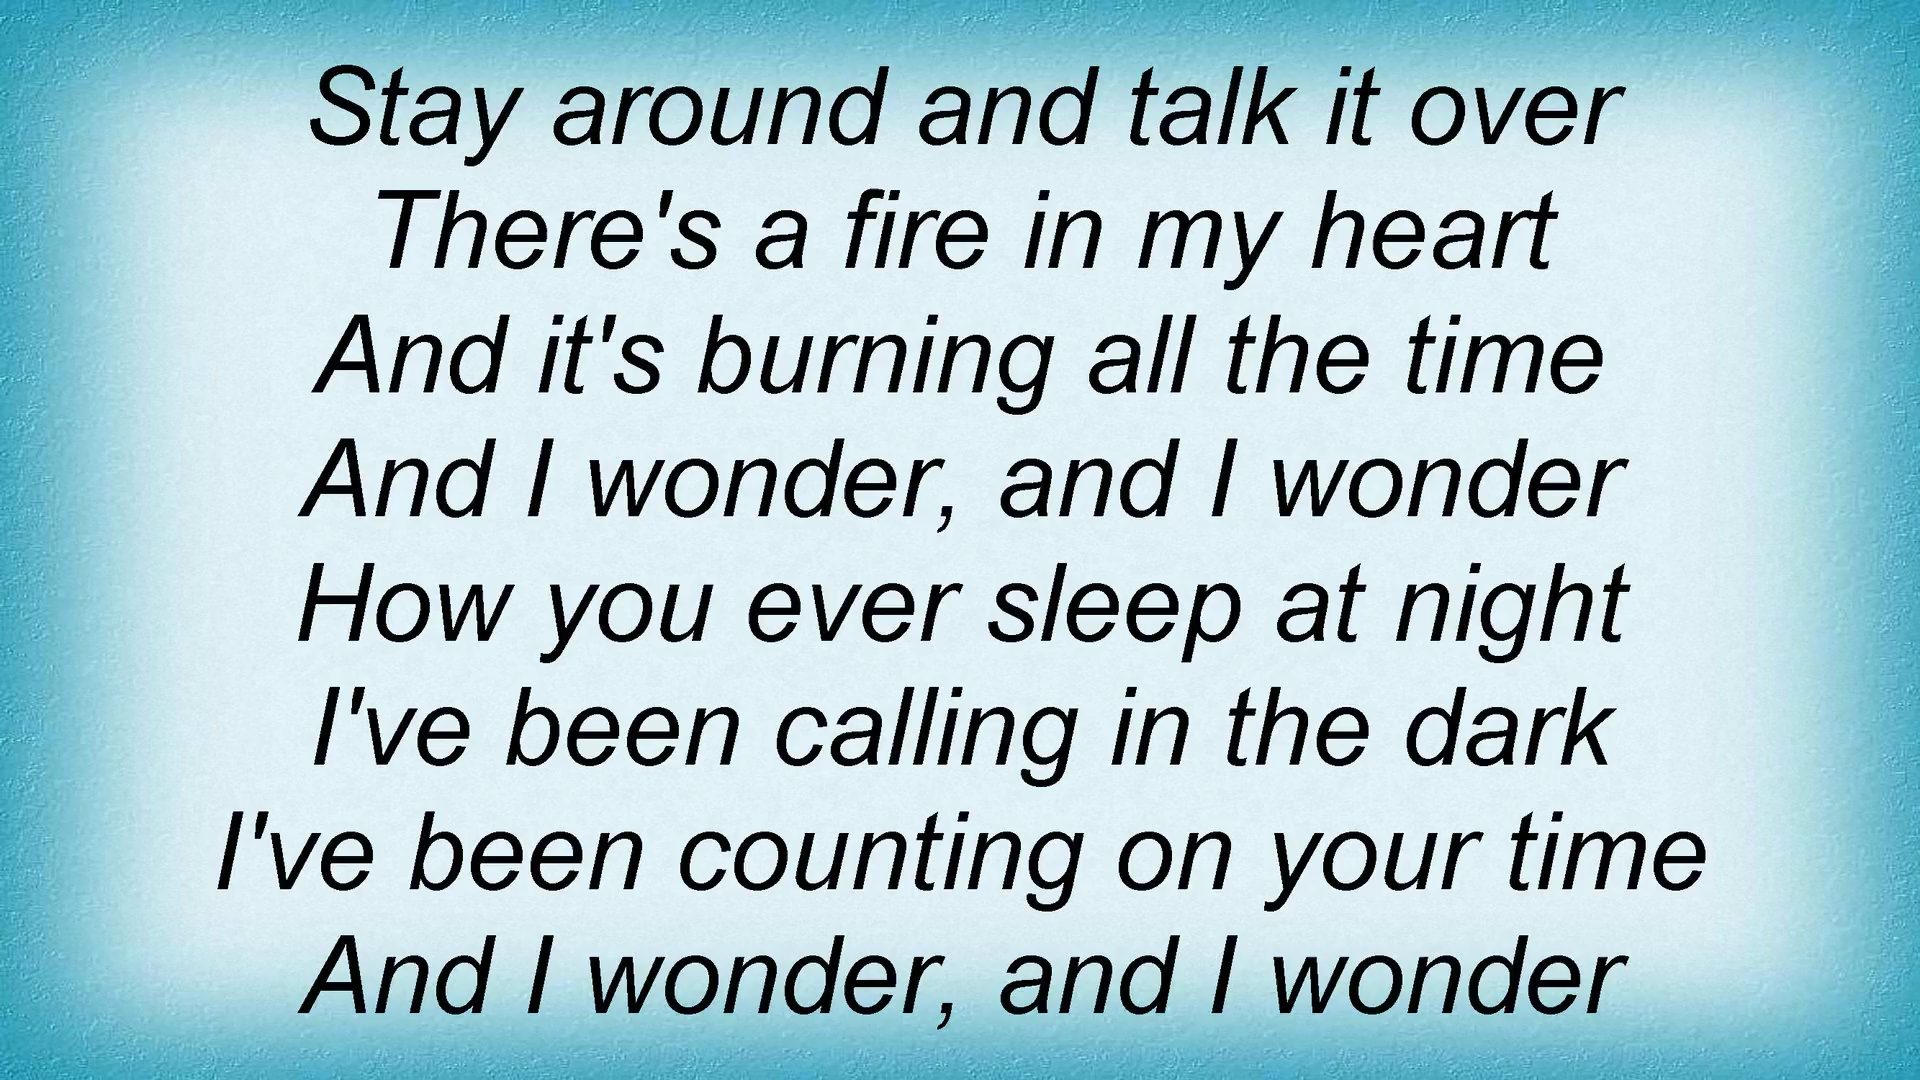 Stay around and talk it over
There's a fire in my heart
And it's burning all the time
And I wonder, and I wonder
How you ever sleep at night
I've been calling in the dark
I've been counting on your time
And I wonder, and I wonder